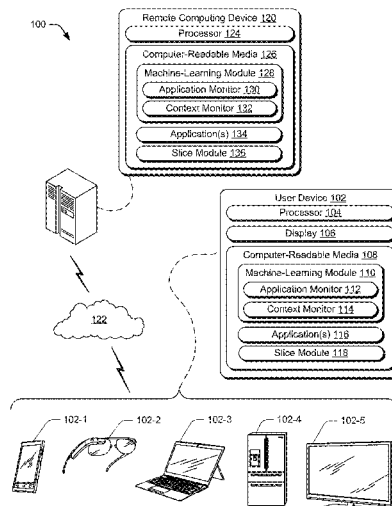 100
Remote Computing Device 120
Processor 124
Computer-Readable Media 126
Machine-Learning Module 128
Application Monitor 130
Context Monitor 132
Application(s) 134
Slice Module 136
User Device 102
Processor 104
Display 106
Computer-Readable Media 108
Machine-Learning Module 110
Application Monitor 112
Context Monitor 114
Application(s) 116
Slice Module 118
122
102-1
102-2
102-3
102-4
102-5